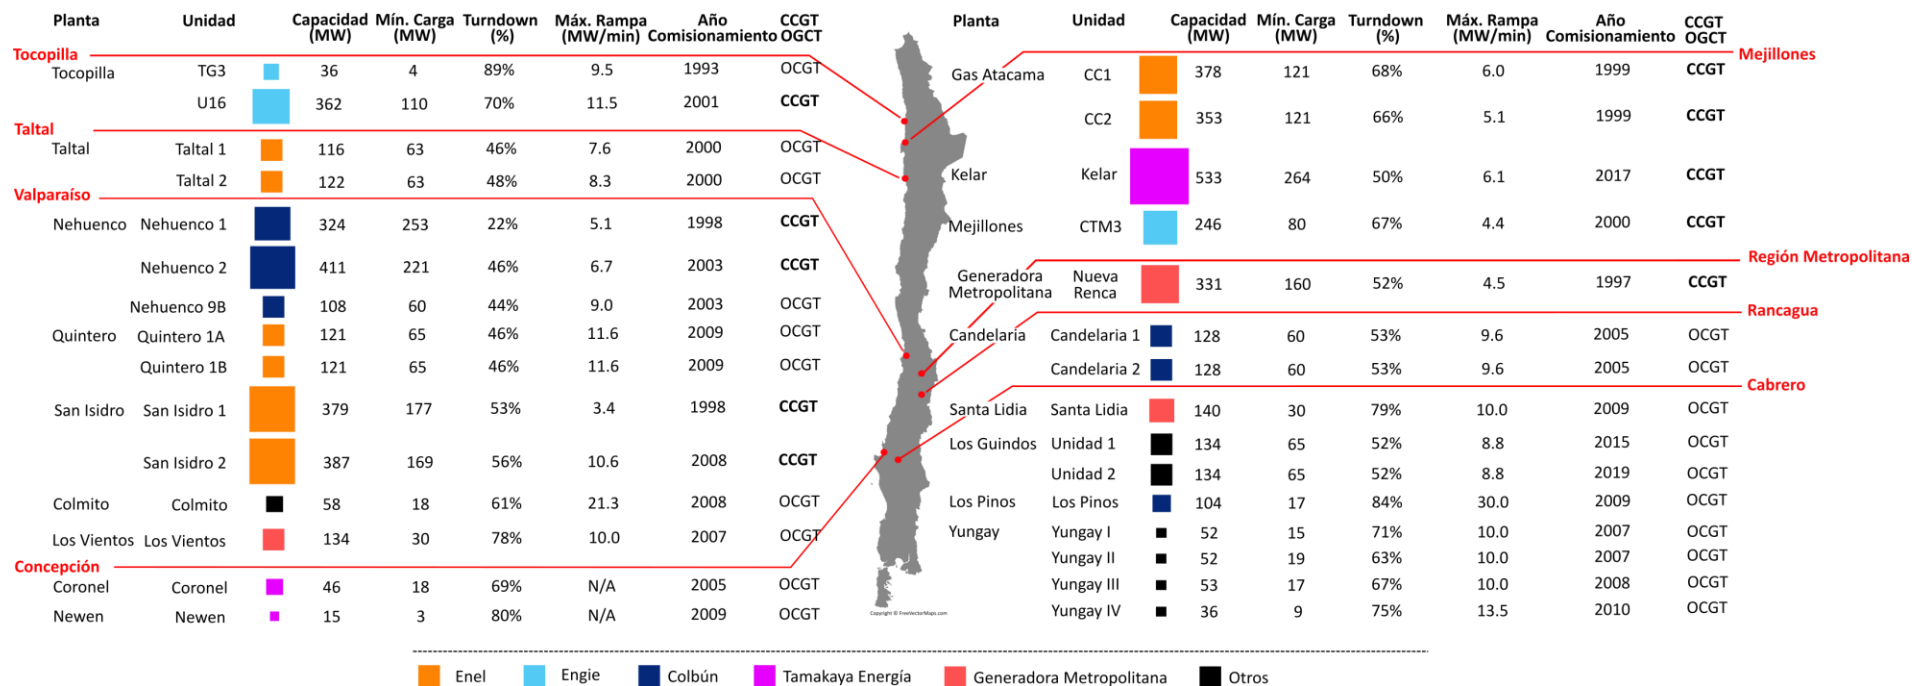 Planta Unidad Capacidad (MW) Mín. Carga (MW) Turndown (%) Máx. Rampa (MW/min) Año Comisionamiento CCGT OGCT
Tocopilla
Tocopilla TG3 36 4 89% 9.5 1993 OCGT
U16 362 110 70% 11.5 2001 CCGT
Taltal
Taltal Taltal 1 116 63 46% 7.6 2000 OCGT
Taltal 2 122 63 48% 8.3 2000 OCGT
Valparaíso
Nehuenco Nehuenco 1 324 253 22% 5.1 1998 CCGT
Nehuenco 2 411 221 46% 6.7 2003 CCGT
Nehuenco 9B 108 60 44% 9.0 2003 OCGT
Quintero Quintero 1A 121 65 46% 11.6 2009 OCGT
Quintero 1B 121 65 46% 11.6 2009 OCGT
San Isidro San Isidro 1 379 177 53% 3.4 1998 CCGT
San Isidro 2 387 169 56% 10.6 2008 CCGT
Colmito Colmito 58 18 61% 21.3 2008 OCGT
Los Vientos Los Vientos 134 30 78% 10.0 2007 OCGT
Concepción
Coronel Coronel 46 18 69% N/A 2005 OCGT
Newen Newen 15 3 80% N/A 2009 OCGT
Planta Unidad Capacidad (MW) Mín. Carga (MW) Turndown (%) Máx. Rampa (MW/min) Año Comisionamiento CCGT OGCT
Mejillones
Gas Atacama CC1 378 121 68% 6.0 1999 CCGT
CC2 353 121 66% 5.1 1999 CCGT
Kelar Kelar 533 264 50% 6.1 2017 CCGT
Mejillones CTM3 246 80 67% 4.4 2000 CCGT
Región Metropolitana
Generadora Metropolitana Nueva Renca 331 160 52% 4.5 1997 CCGT
Rancagua
Candelaria Candelaria 1 128 60 53% 9.6 2005 OCGT
Candelaria 2 128 60 53% 9.6 2005 OCGT
Cabrero
Santa Lidia Santa Lidia 140 30 79% 10.0 2009 OCGT
Los Guindos Unidad 1 134 65 52% 8.8 2015 OCGT
Unidad 2 134 65 52% 8.8 2019 OCGT
Los Pinos Los Pinos 104 17 84% 30.0 2009 OCGT
Yungay Yungay I 52 15 71% 10.0 2007 OCGT
Yungay II 52 19 63% 10.0 2007 OCGT
Yungay III 53 17 67% 10.0 2008 OCGT
Yungay IV 36 9 75% 13.5 2010 OCGT
Copyright © FreeVectorMaps.com
Enel Engie Colbún Tamakaya Energía Generadora Metropolitana Otros